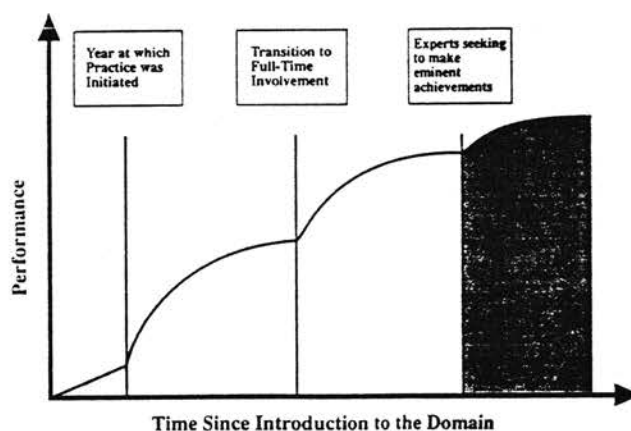 Year at which
Practice was
Initiated
Transition to
Full-Time
Involvement
Experts seeking
to make
eminent
achievements
Performance
Time Since Introduction to the Domain